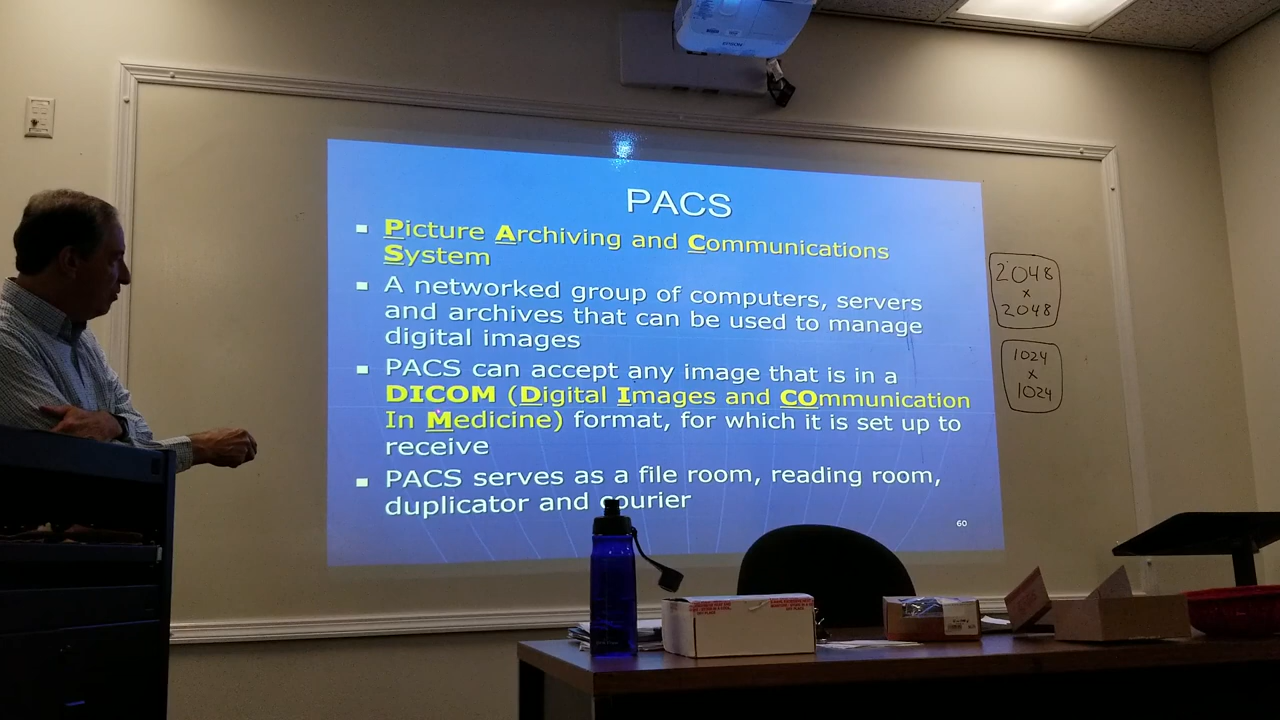 EPSON
PACS
Picture Archiving and Communications
System
A networked group of computers, servers
and archives that can be used to manage
digital images
PACS can accept any image that is in a
DICOM (Digital Images and COmmunication
In Medicine) format, for which it is set up to
receive
PACS serves as a file room, reading room,
duplicator and courier
60
2048
x
2048
1024
x
1024